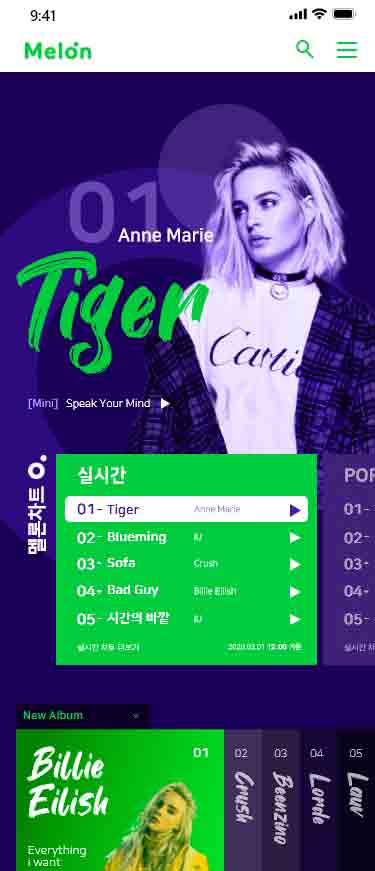 9:41
Melon
01
Anne Marie
Tiger
[Mini] Speak Your Mind
멜론차트
실시간
01- Tiger Anne Marie
02- Blueming IU
03- Sofa Crush
04- Bad Guy Billie Eilish
05- 시간의 바깥 IU
실시간 차트 더보기 2020.03.01 12:00 기준
POP
01-
02-
03-
04-
05-
New Album
Billie
Eilish
01
Everything
i want
02
Crush
03
Beenzino
04
Lorde
05
Lauv